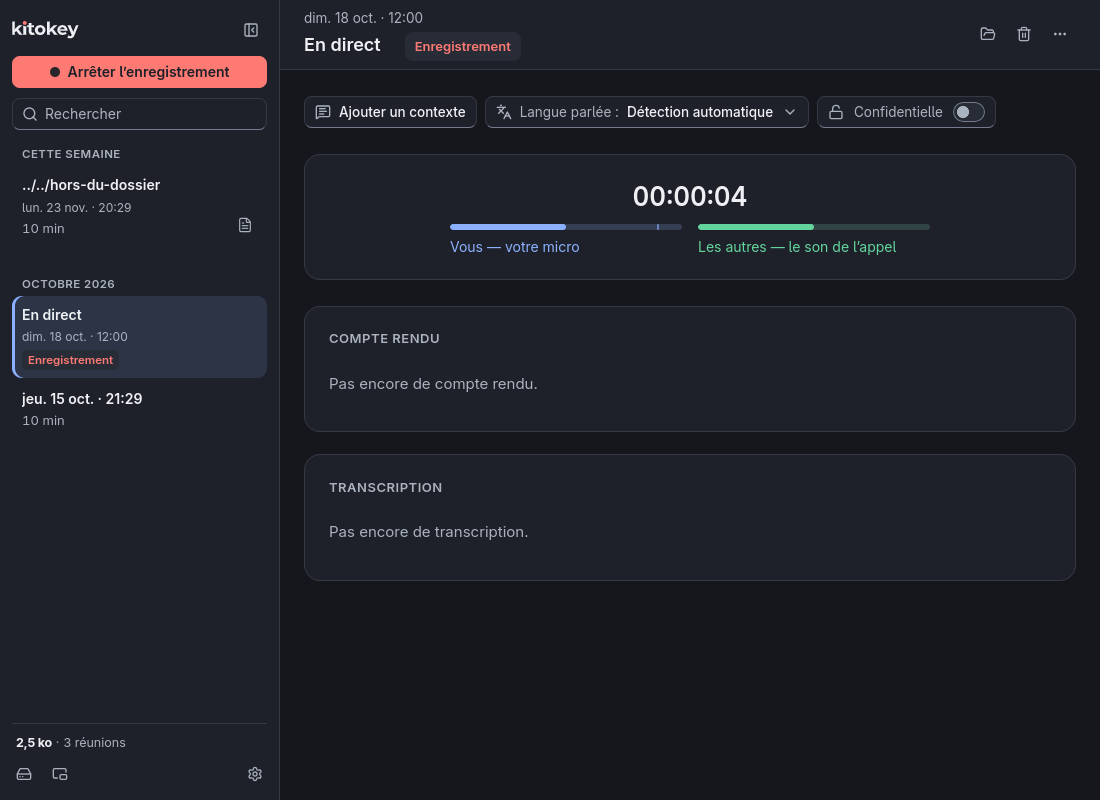 kitokey
Arrêter l’enregistrement
Rechercher
CETTE SEMAINE
../../hors-du-dossier
lun. 23 nov. · 20:29
10 min
OCTOBRE 2026
En direct
dim. 18 oct. · 12:00
Enregistrement
jeu. 15 oct. · 21:29
10 min
2,5 ko · 3 réunions
dim. 18 oct. · 12:00
En direct
Enregistrement
Ajouter un contexte
Langue parlée : Détection automatique
Confidentielle
00:00:04
Vous — votre micro
Les autres — le son de l’appel
COMPTE RENDU
Pas encore de compte rendu.
TRANSCRIPTION
Pas encore de transcription.